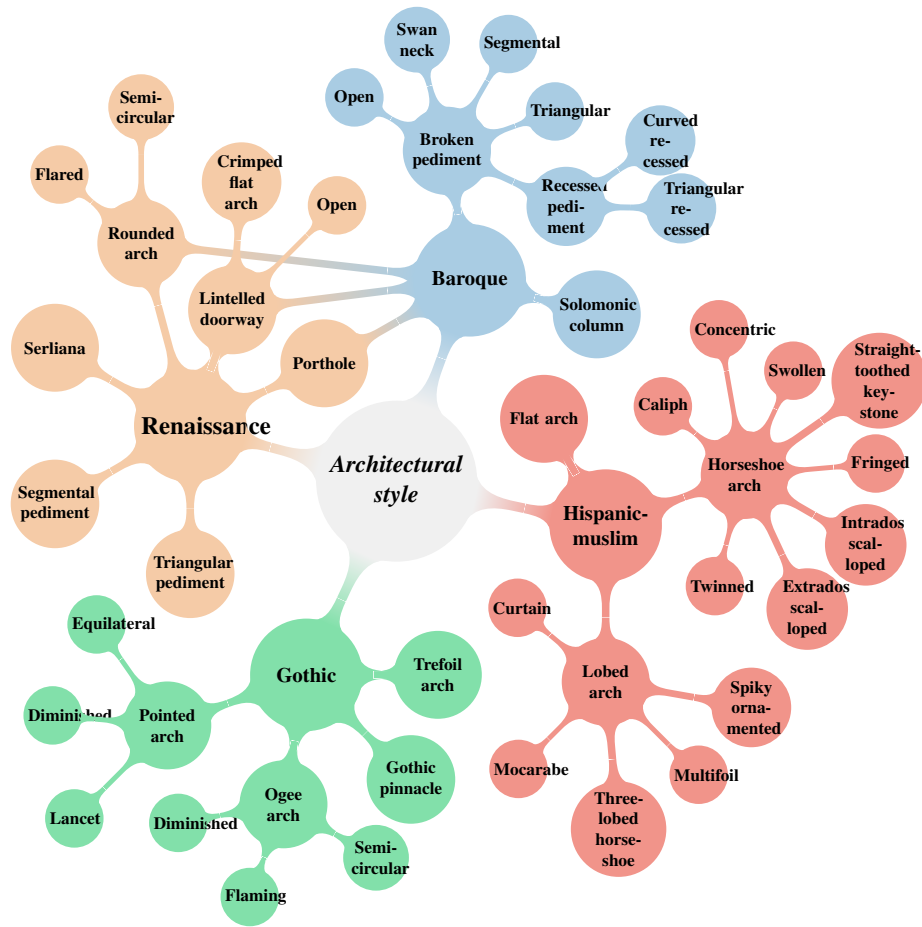 Swan
neck
Segmental
Open
Triangular
Broken
pediment
Curved
re-
cessed
Recessed
pedi-
ment
Triangular
re-
cessed
Baroque
Solomonic
column
Semi-
circular
Flared
Crimped
flat
arch
Open
Rounded
arch
Lintelled
doorway
Serliana
Porthole
Renaissance
Segmental
pediment
Triangular
pediment
Architectural
style
Concentric
Swollen
Straight-
toothed
key-
stone
Caliph
Flat arch
Horseshoe
arch
Fringed
Hispanic-
muslim
Intrados
scal-
loped
Twinned
Extrados
scal-
loped
Curtain
Lobed
arch
Spiky
orna-
mented
Mocarabe
Multifoil
Three-
lobed
horse-
shoe
Equilateral
Gothic
Trefoil
arch
Diminished
Pointed
arch
Gothic
pinnacle
Lancet
Ogee
arch
Diminished
Semi-
circular
Flaming